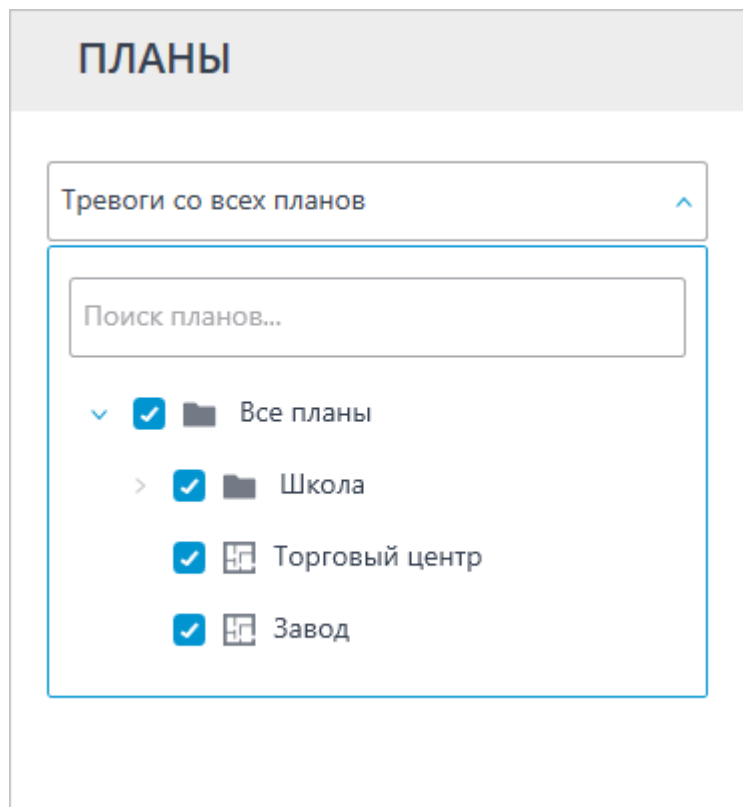 ПЛАНЫ
Тревоги со всех планов
Поиск планов...
Все планы
Школа
Торговый центр
Завод